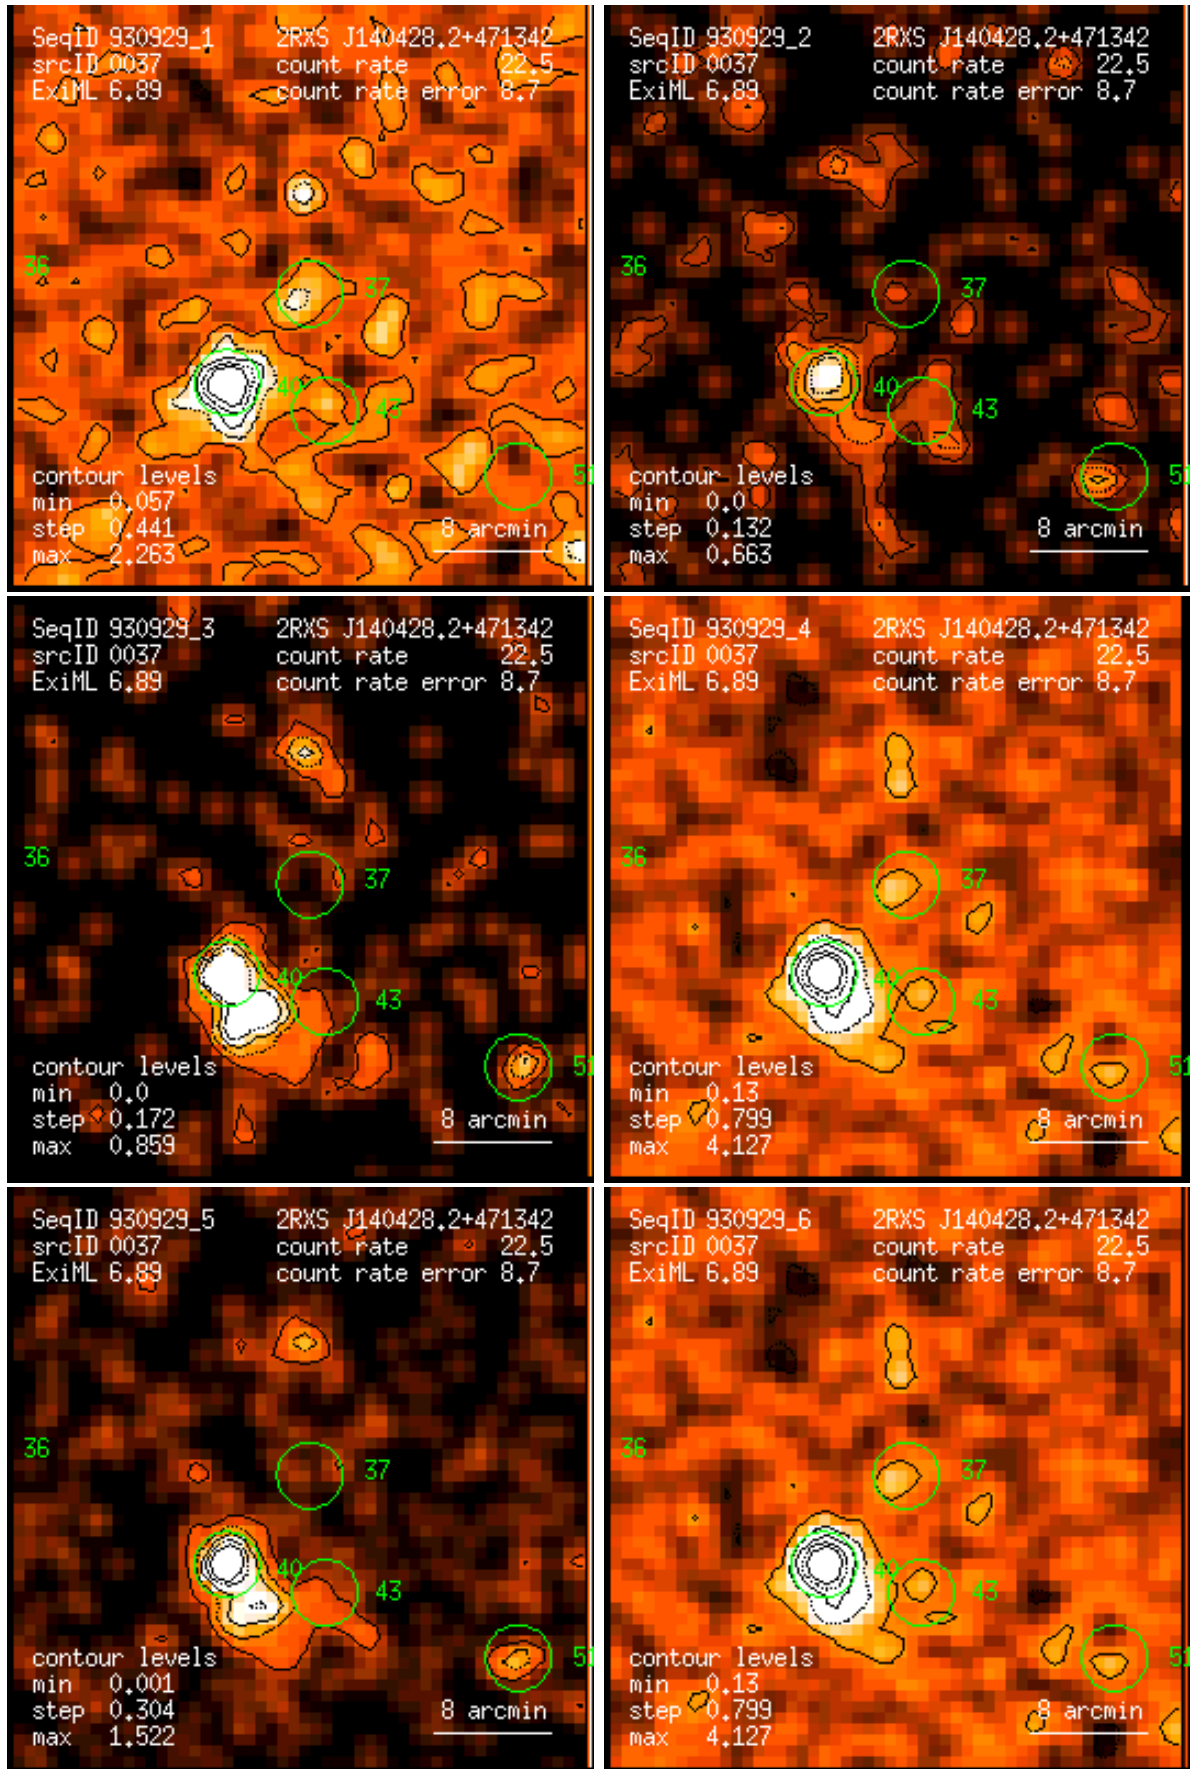 SeqID 930929_1 2RXS J140428.2+471342
srcID 0037 count rate 22.5
ExiML 6.89 count rate error 8.7
36
37
40
43
51
contour levels
min 0.057
step 0.441
max 2.263
8 arcmin
SeqID 930929_2 2RXS J140428.2+471342
srcID 0037 count rate 22.5
ExiML 6.89 count rate error 8.7
36
37
40
43
51
contour levels
min 0.0
step 0.132
max 0.663
8 arcmin
SeqID 930929_3 2RXS J140428.2+471342
srcID 0037 count rate 22.5
ExiML 6.89 count rate error 8.7
36
37
40
43
51
contour levels
min 0.0
step 0.172
max 0.859
8 arcmin
SeqID 930929_4 2RXS J140428.2+471342
srcID 0037 count rate 22.5
ExiML 6.89 count rate error 8.7
36
37
40
43
51
contour levels
min 0.13
step 0.799
max 4.127
8 arcmin
SeqID 930929_5 2RXS J140428.2+471342
srcID 0037 count rate 22.5
ExiML 6.89 count rate error 8.7
36
37
40
43
51
contour levels
min 0.001
step 0.304
max 1.522
8 arcmin
SeqID 930929_6 2RXS J140428.2+471342
srcID 0037 count rate 22.5
ExiML 6.89 count rate error 8.7
36
37
40
43
51
contour levels
min 0.13
step 0.799
max 4.127
8 arcmin